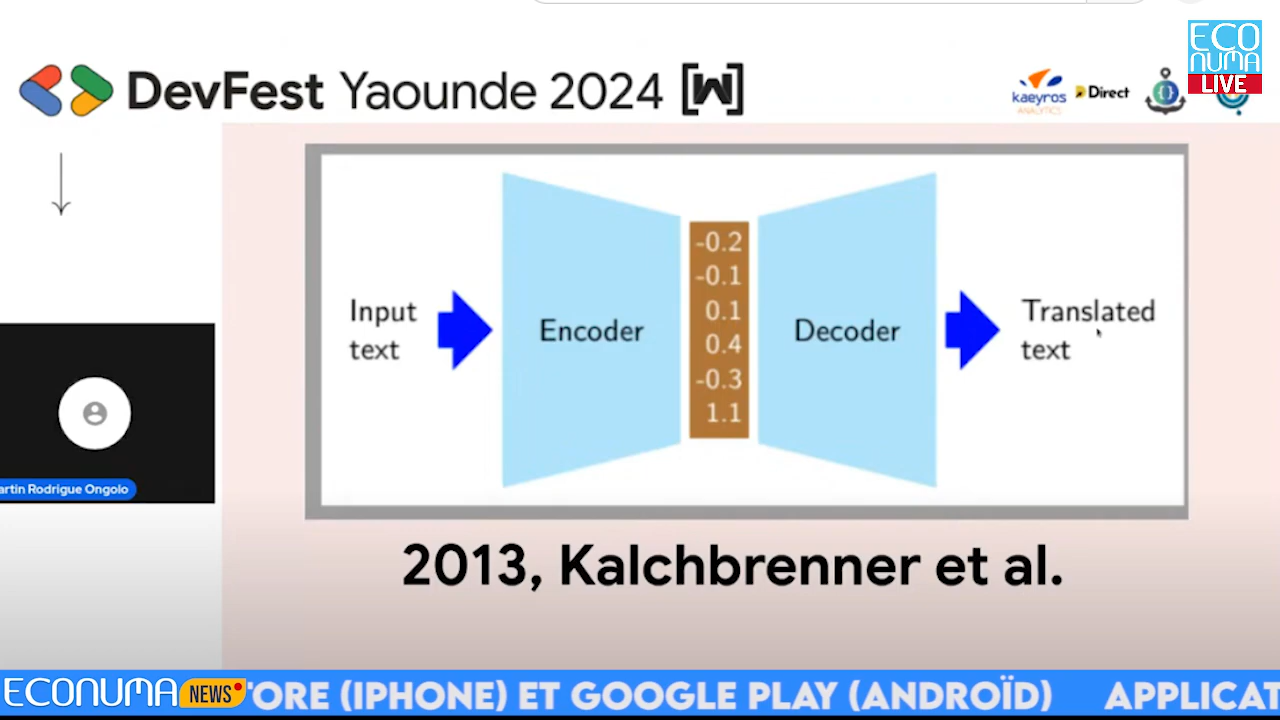 DevFest Yaounde 2024 [W]
kaeyros
ANALYTICS
Direct
ECO
NUMA
LIVE
Input
text
Encoder
-0.2
-0.1
0.1
0.4
-0.3
1.1
Decoder
Translated
text
artin Rodrigue Ongolo
2013, Kalchbrenner et al.
ECONUMA NEWS TORE (IPHONE) ET GOOGLE PLAY (ANDROÏD) APPLICAT